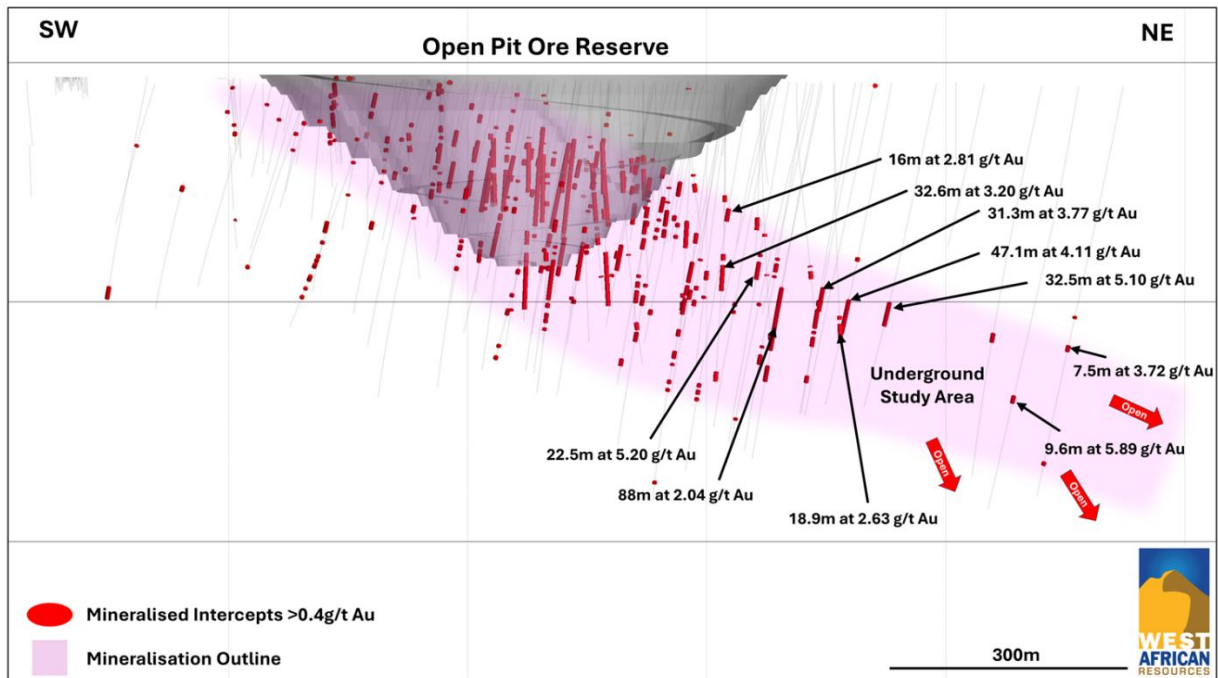 SW
NE
Open Pit Ore Reserve
16m at 2.81 g/t Au
32.6m at 3.20 g/t Au
31.3m at 3.77 g/t Au
47.1m at 4.11 g/t Au
32.5m at 5.10 g/t Au
7.5m at 3.72 g/t Au
Underground
Study Area
Open
9.6m at 5.89 g/t Au
22.5m at 5.20 g/t Au
Open
Open
88m at 2.04 g/t Au
18.9m at 2.63 g/t Au
Mineralised Intercepts >0.4g/t Au
Mineralisation Outline
300m
WEST
AFRICAN
RESOURCES